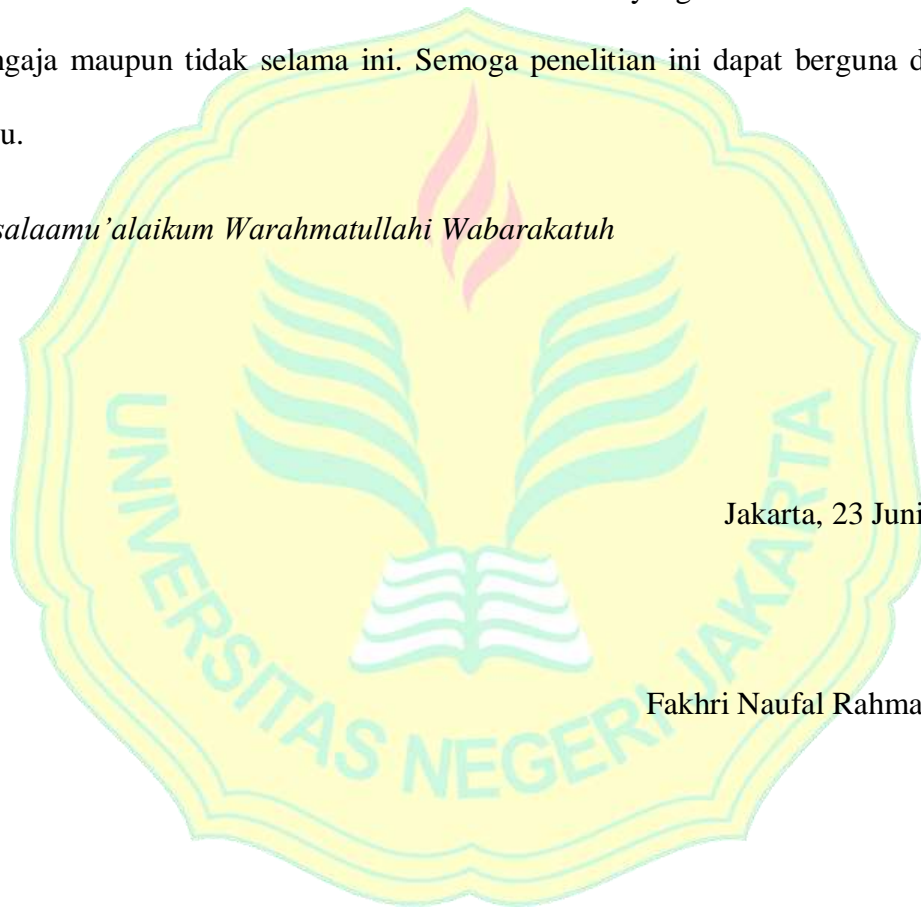 ngaja maupun tidak selama ini. Semoga penelitian ini dapat berguna d
u.
salaamu’alaikum Warahmatullahi Wabarakatuh
UNIVERSITAS NEGERI JAKARTA
Jakarta, 23 Juni
Fakhri Naufal Rahma